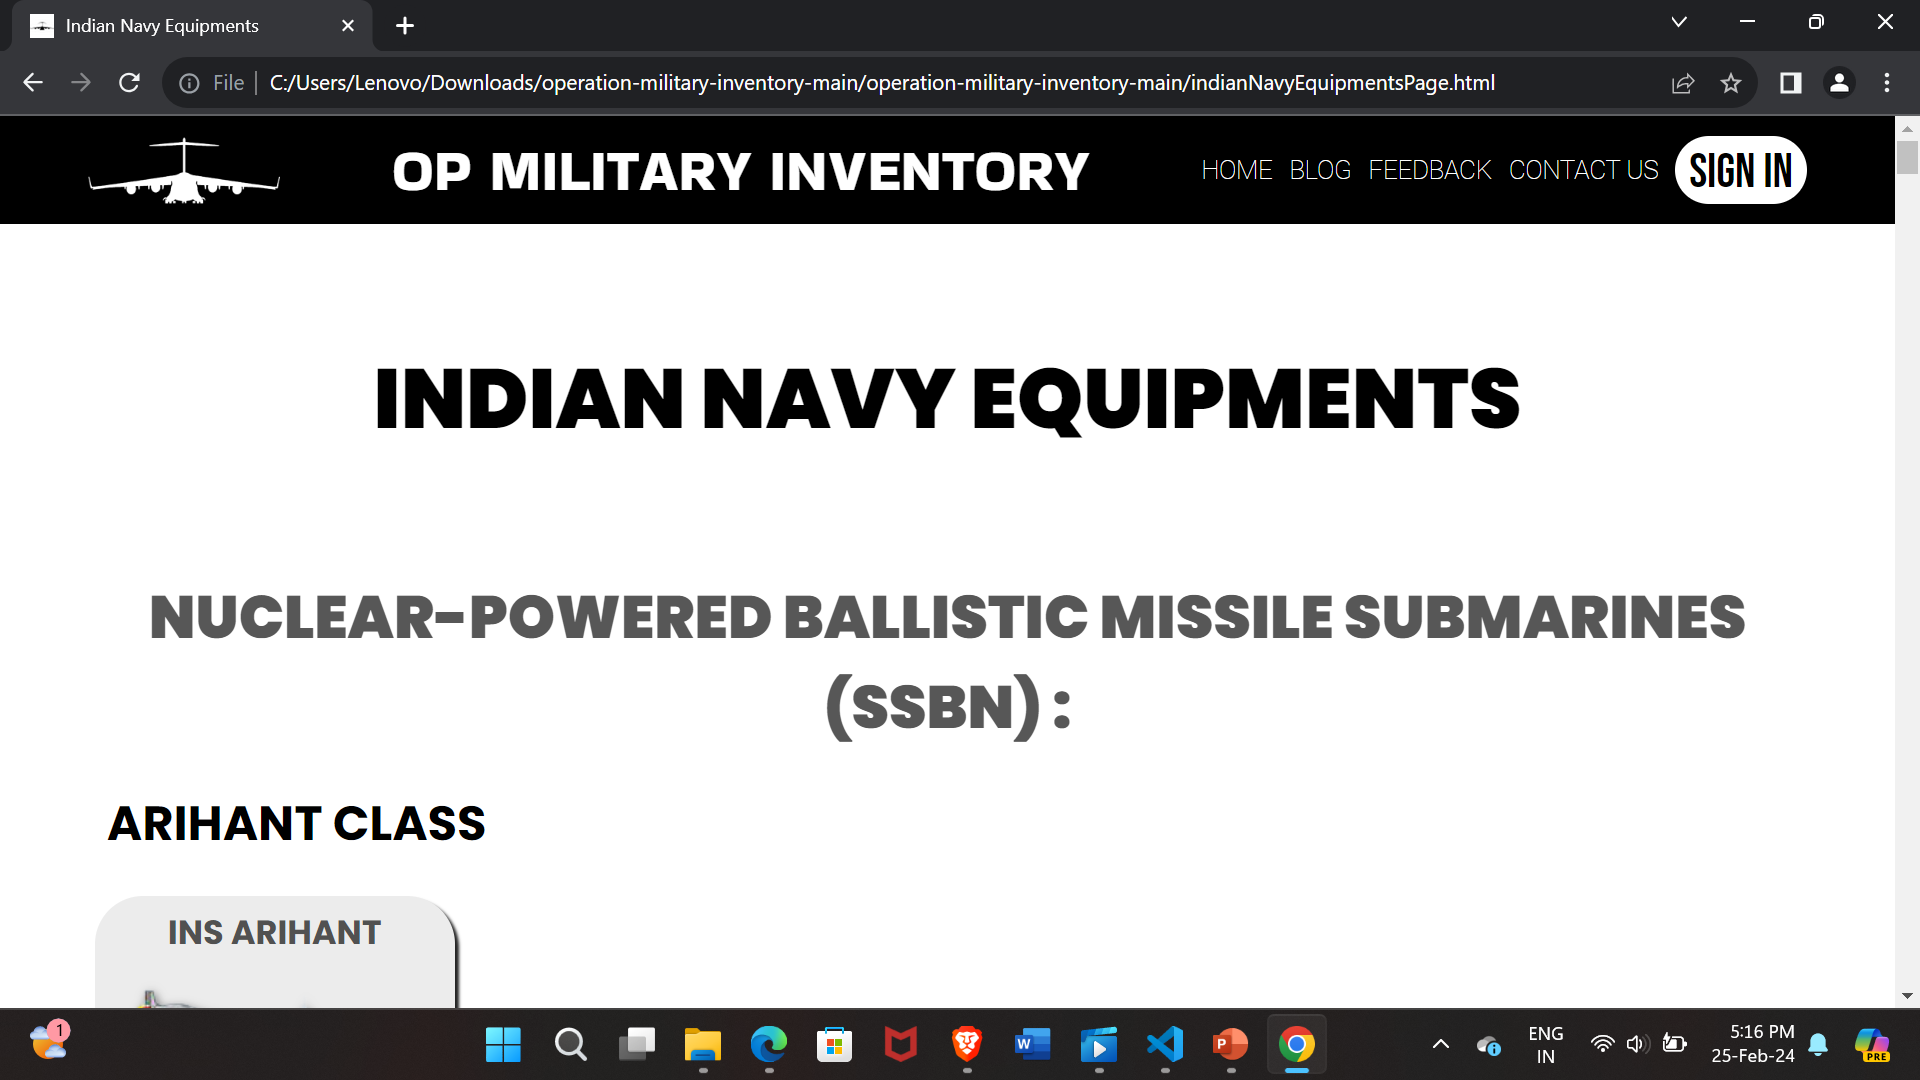 Indian Navy Equipments
File
C:/Users/Lenovo/Downloads/operation-military-inventory-main/operation-military-inventory-main/indianNavyEquipmentsPage.html
OP MILITARY INVENTORY
HOME BLOG FEEDBACK CONTACT US SIGN IN
INDIAN NAVY EQUIPMENTS
NUCLEAR-POWERED BALLISTIC MISSILE SUBMARINES
(SSBN) :
ARIHANT CLASS
INS ARIHANT
1
W
P
ENG
IN
5:16 PM
25-Feb-24
PRE